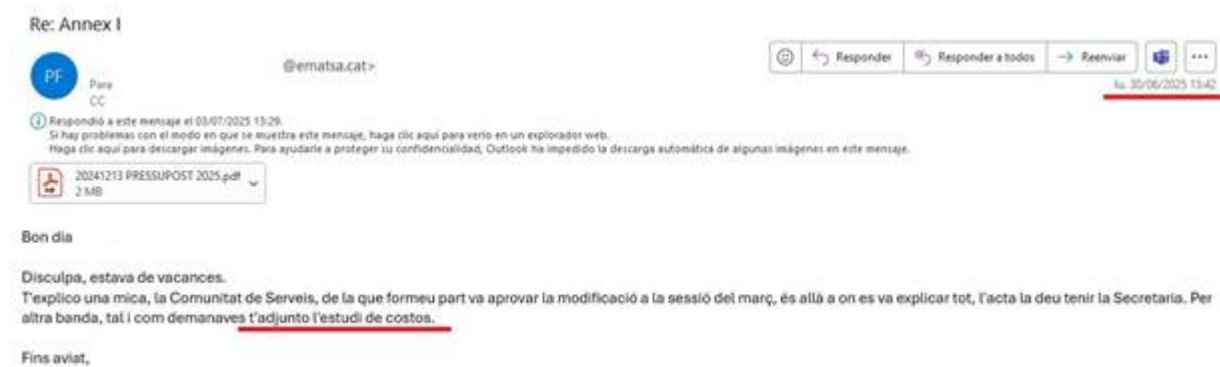 Re: Annex I
PF
@ematsa.cat>
Para
CC
Responder
Responder a todos
Reenviar
lu. 30/06/2025 13:42
Respondió a este mensaje el 03/07/2025 13:29.
Si hay problemas con el modo en que se muestra este mensaje, haga clic aquí para verlo en un explorador web.
Haga clic aquí para descargar imágenes. Para ayudarle a proteger su confidencialidad, Outlook ha impedido la descarga automática de algunas imágenes en este mensaje.
20241213 PRESSUPOST 2025.pdf
2 MB
Bon dia
Disculpa, estava de vacances.
T'explico una mica, la Comunitat de Serveis, de la que formeu part va aprovar la modificació a la sessió del març, és allà a on es va explicar tot, l'acta la deu tenir la Secretaria. Per
altra banda, tal i com demanaves t'adjunto l'estudi de costos.
Fins aviat,